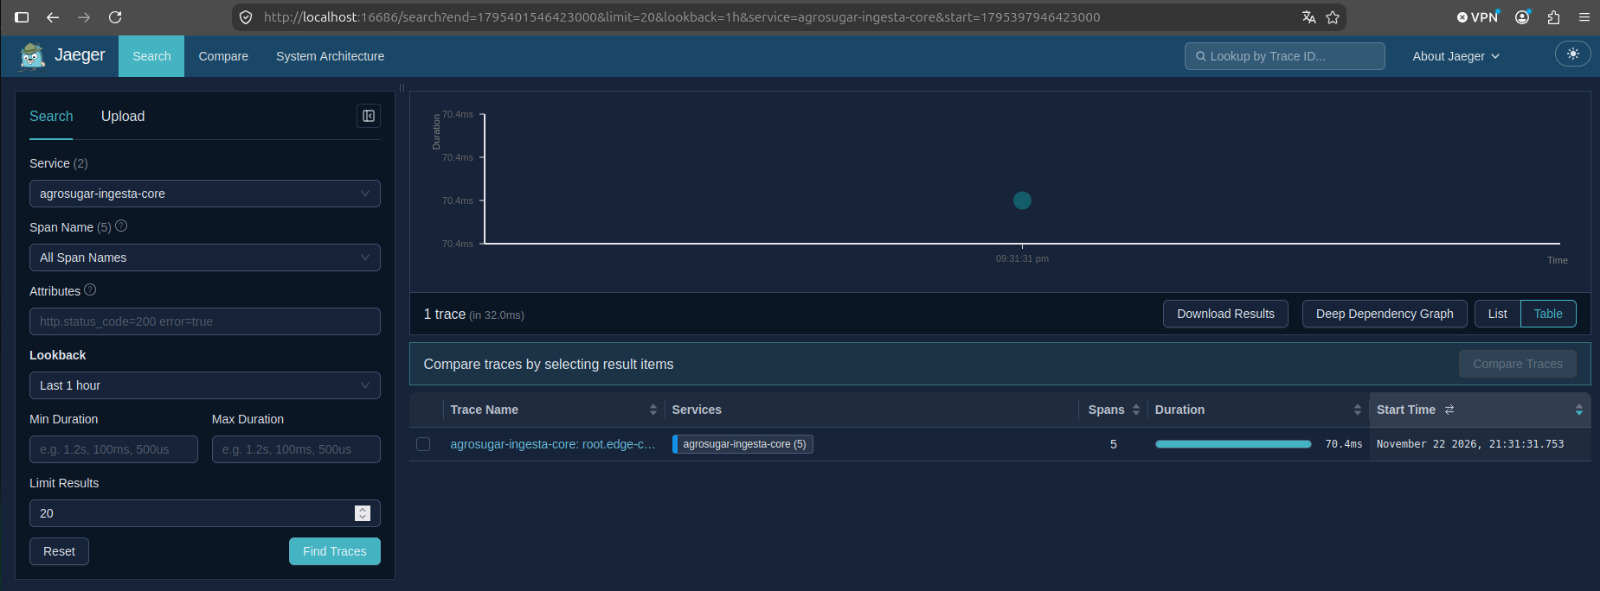 http://localhost:16686/search?end=1795401546423000&limit=20&lookback=1h&service=agrosugar-ingesta-core&start=1795397946423000
VPN
Jaeger
Search
Compare
System Architecture
Lookup by Trace ID...
About Jaeger
Search
Upload
Service (2)
agrosugar-ingesta-core
Span Name (5)
All Span Names
Attributes
http.status_code=200 error=true
Lookback
Last 1 hour
Min Duration
Max Duration
e.g. 1.2s, 100ms, 500us
e.g. 1.2s, 100ms, 500us
Limit Results
20
Reset
Find Traces
Duration
70.4ms
70.4ms
70.4ms
70.4ms
09:31:31 pm
Time
1 trace (in 32.0ms)
Download Results
Deep Dependency Graph
List
Table
Compare traces by selecting result items
Compare Traces
Trace Name
Services
Spans
Duration
Start Time
agrosugar-ingesta-core: root.edge-c...
agrosugar-ingesta-core (5)
5
70.4ms
November 22 2026, 21:31:31.753